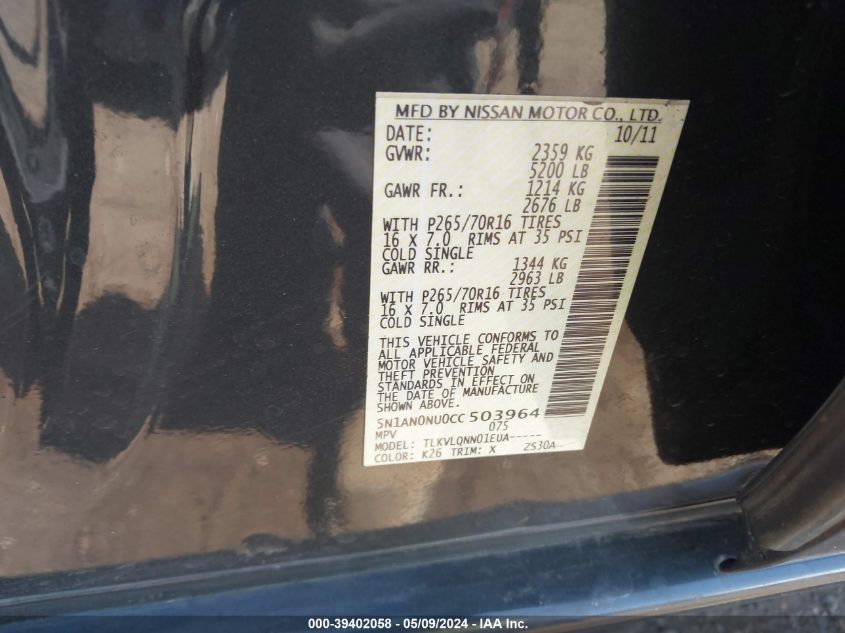 MFD BY NISSAN MOTOR CO., LTD.
DATE: 10/11
GVWR: 2359 KG
5200 LB
GAWR FR.: 1214 KG
2676 LB
WITH P265/70R16 TIRES
16 X 7.0 RIMS AT 35 PSI
COLD SINGLE
GAWR RR.: 1344 KG
2963 LB
WITH P265/70R16 TIRES
16 X 7.0 RIMS AT 35 PSI
COLD SINGLE
THIS VEHICLE CONFORMS TO
ALL APPLICABLE FEDERAL
MOTOR VEHICLE SAFETY AND
THEFT PREVENTION
STANDARDS IN EFFECT ON
THE DATE OF MANUFACTURE
SHOWN ABOVE.
5N1AN0NU0CC 503964
MPV 075
MODEL: TLKVLQNN01EUA-----
COLOR: K26 TRIM: X ZS30A-
000-39402058 - 05/09/2024 - IAA Inc.